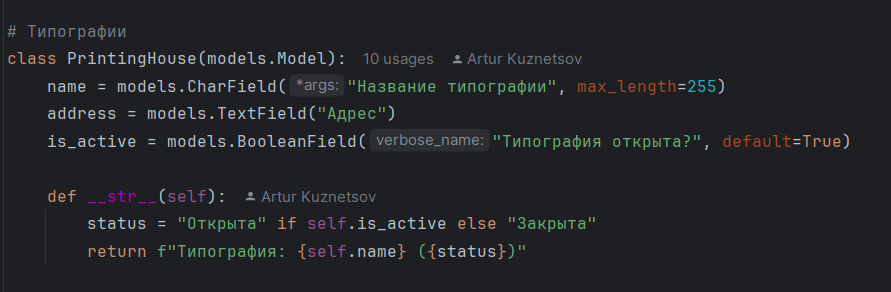 # Типографии
class PrintingHouse(models.Model): 10 usages Artur Kuznetsov
name = models.CharField( *args: "Название типографии", max_length=255)
address = models.TextField("Адрес")
is_active = models.BooleanField( verbose_name: "Типография открыта?", default=True)
def __str__(self): Artur Kuznetsov
status = "Открыта" if self.is_active else "Закрыта"
return f"Типография: {self.name} ({status})"